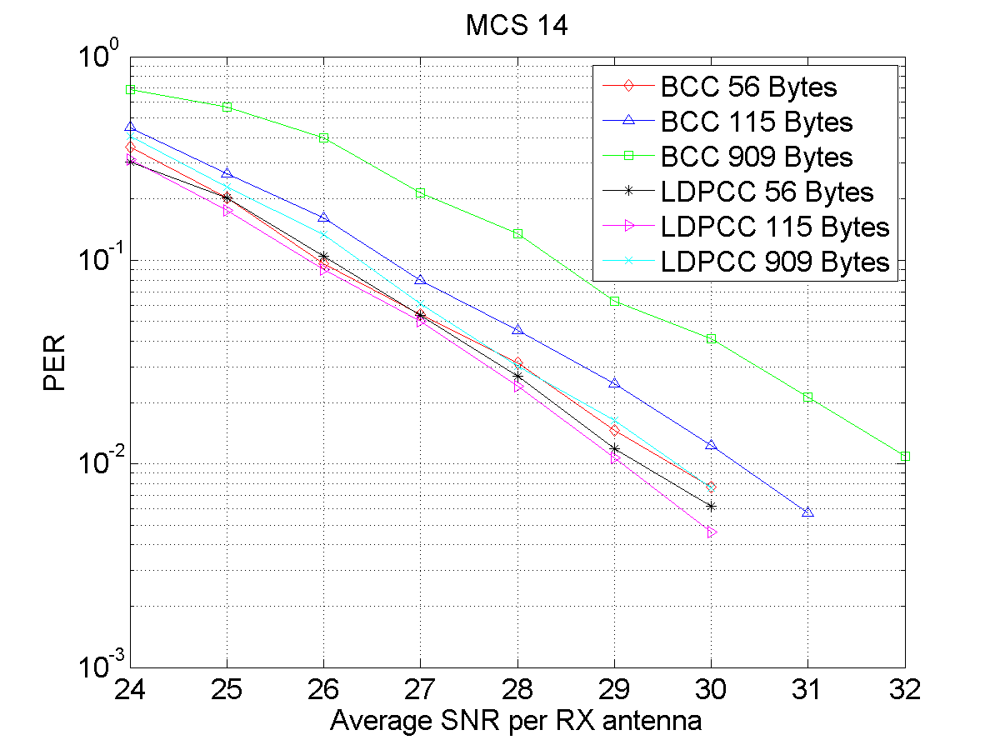 MCS 14
10^0
10^-1
10^-2
10^-3
PER
BCC 56 Bytes
BCC 115 Bytes
BCC 909 Bytes
LDPCC 56 Bytes
LDPCC 115 Bytes
LDPCC 909 Bytes
24 25 26 27 28 29 30 31 32
Average SNR per RX antenna